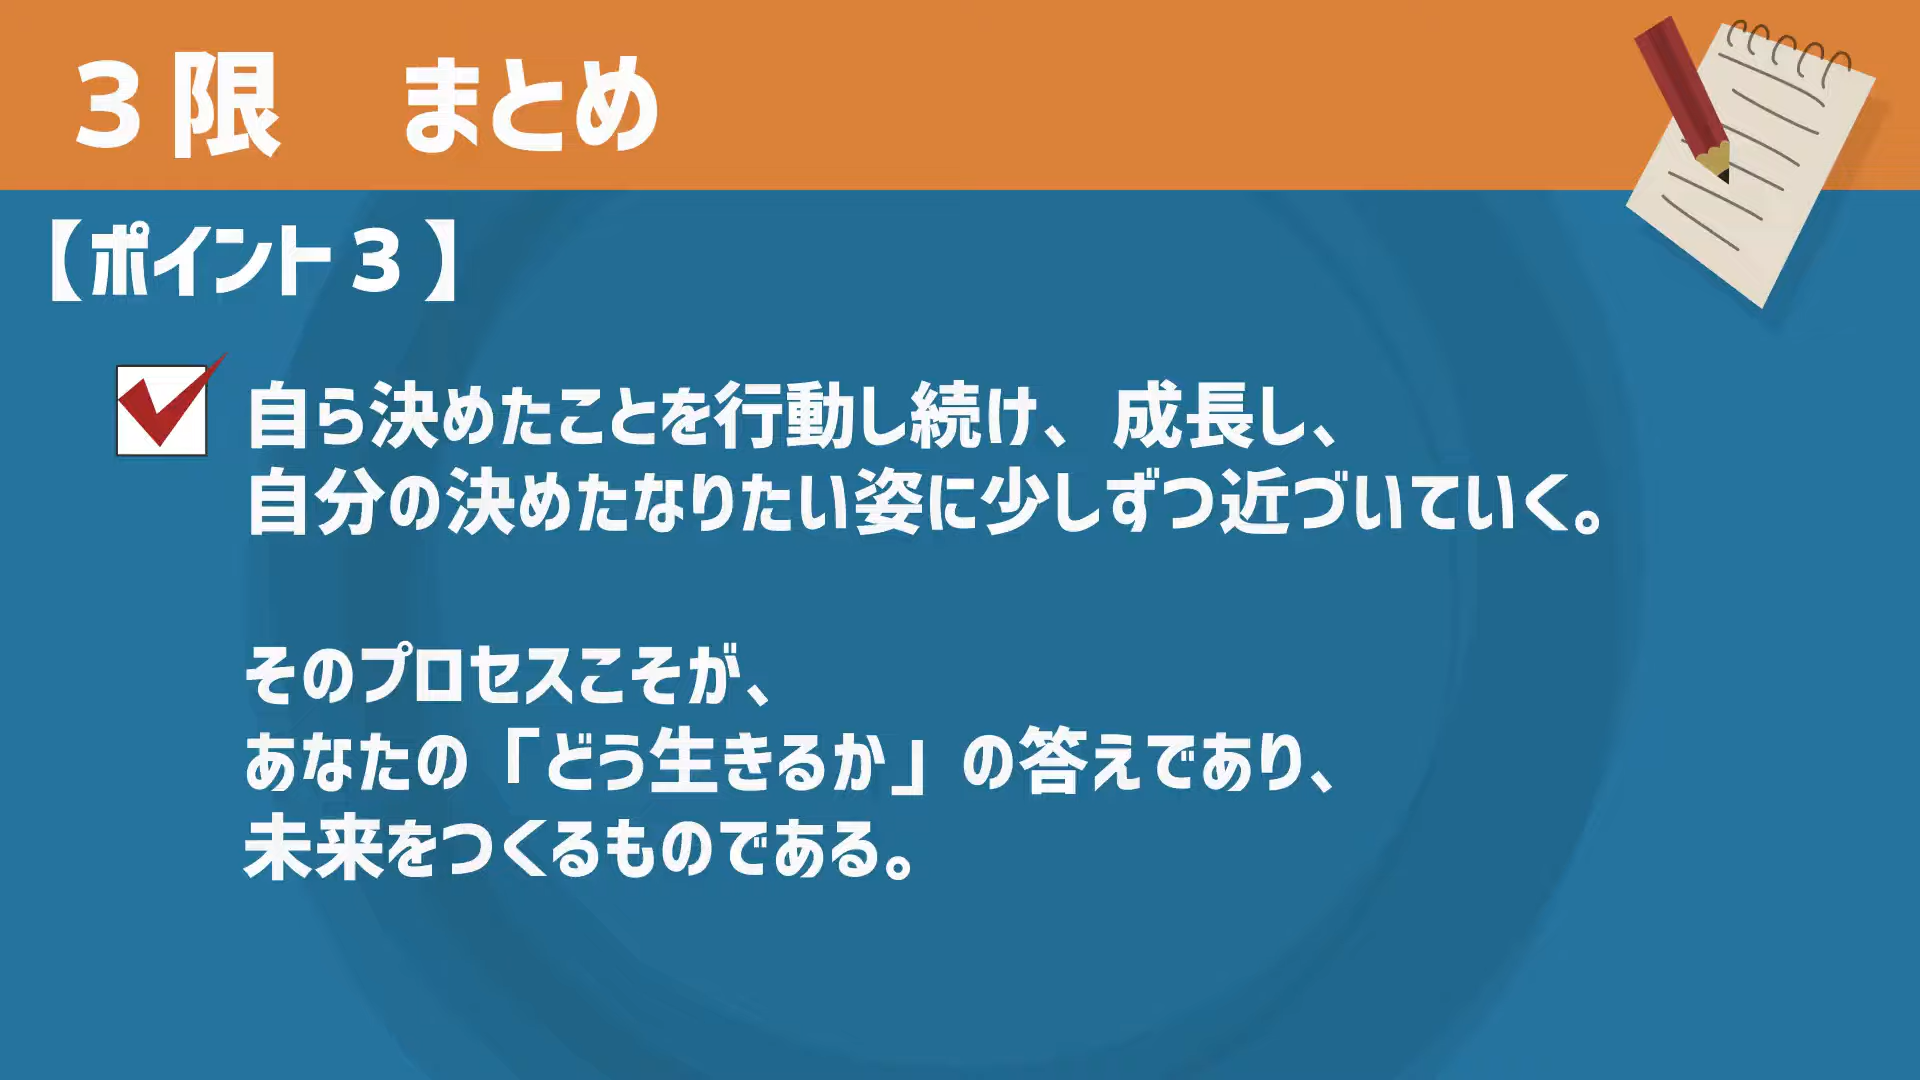 ３限　まとめ
【ポイント３】
自ら決めたことを行動し続け、成長し、
自分の決めたなりたい姿に少しずつ近づいていく。
そのプロセスこそが、
あなたの「どう生きるか」の答えであり、
未来をつくるものである。